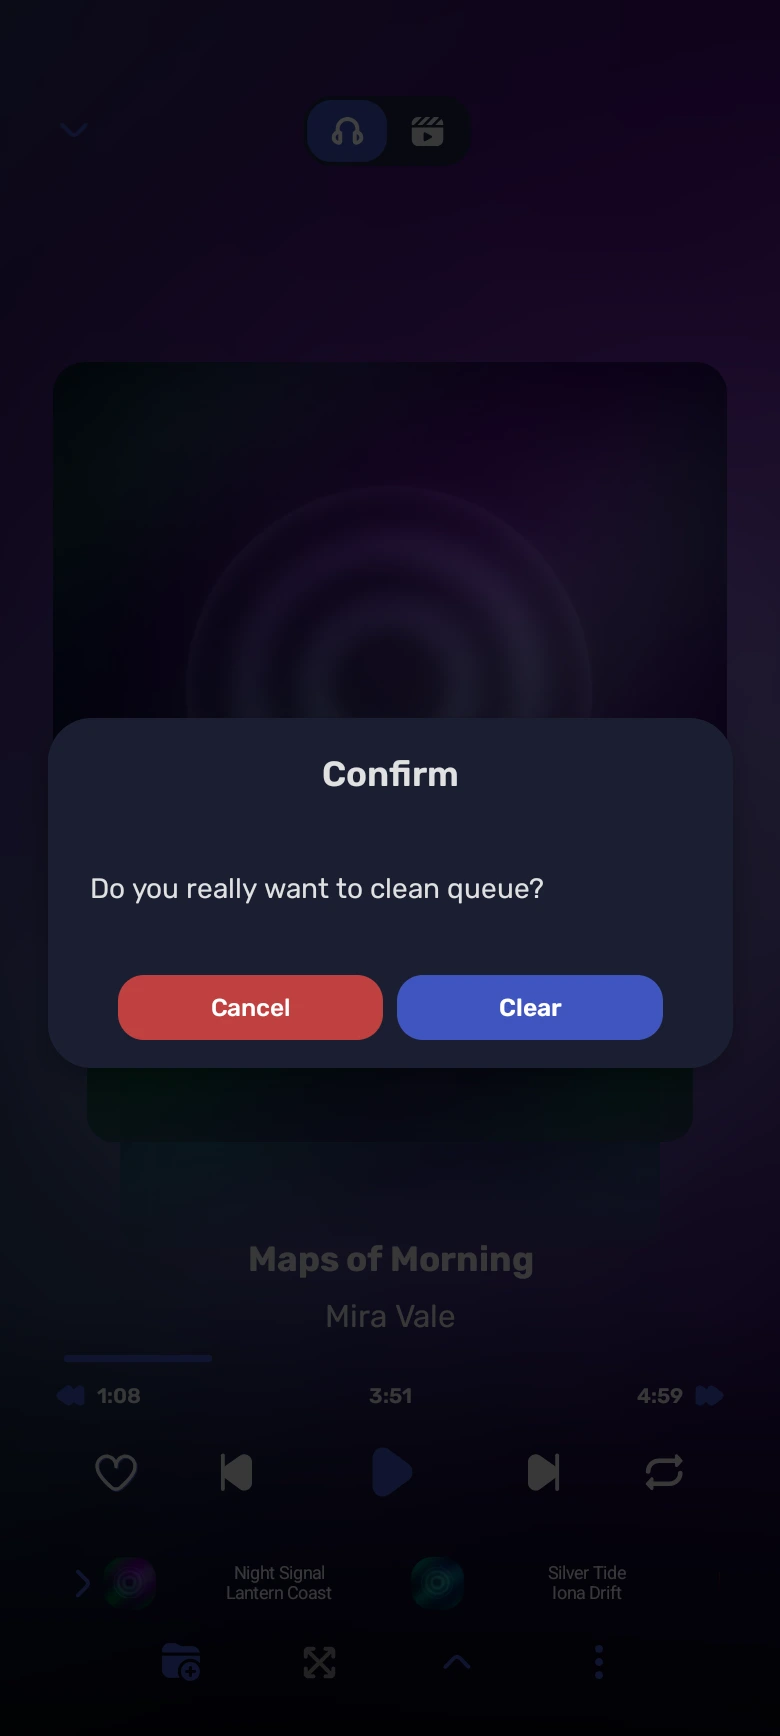 Confirm
Do you really want to clean queue?
Cancel
Clear
Maps of Morning
Mira Vale
1:08
3:51
4:59
Night Signal
Lantern Coast
Silver Tide
Iona Drift